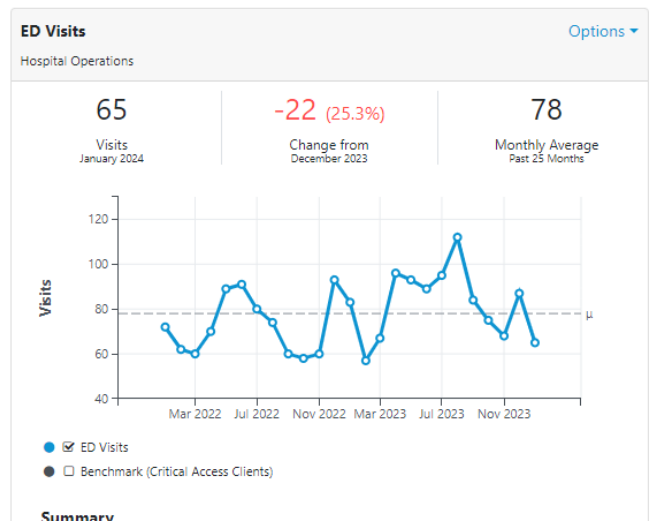 ED Visits
Options
Hospital Operations
65
Visits
January 2024
-22 (25.3%)
Change from
December 2023
78
Monthly Average
Past 25 Months
Visits
120
100
80
60
40
μ
Mar 2022 Jul 2022 Nov 2022 Mar 2023 Jul 2023 Nov 2023
ED Visits
Benchmark (Critical Access Clients)
Summary